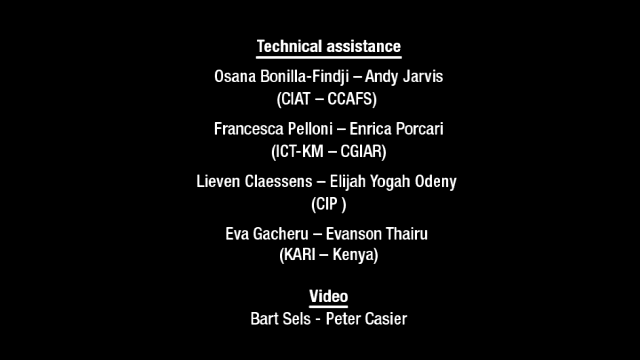 Technical assistance
Osana Bonilla-Findji – Andy Jarvis
(CIAT – CCAFS)
Francesca Pelloni – Enrica Porcari
(ICT-KM – CGIAR)
Lieven Claessens – Elijah Yogah Odeny
(CIP )
Eva Gacheru – Evanson Thairu
(KARI – Kenya)
Video
Bart Sels - Peter Casier